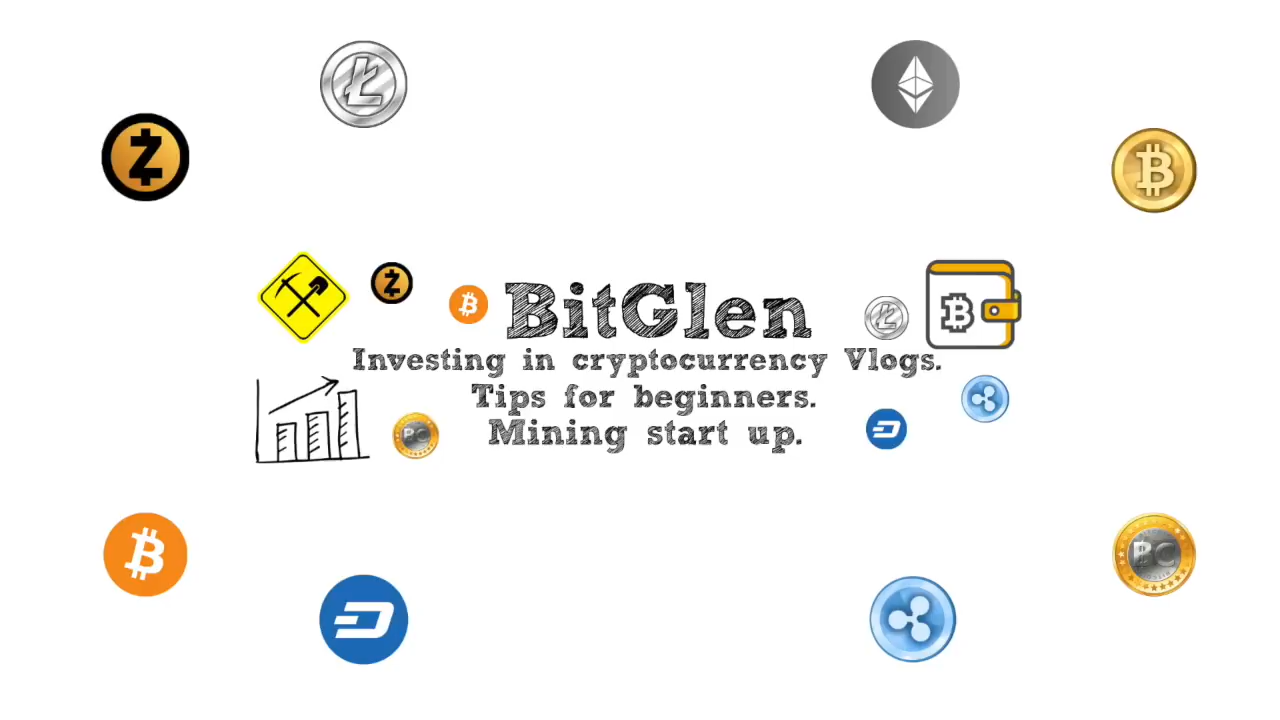 BitGlen
Investing in cryptocurrency Vlogs.
Tips for beginners.
Mining start up.